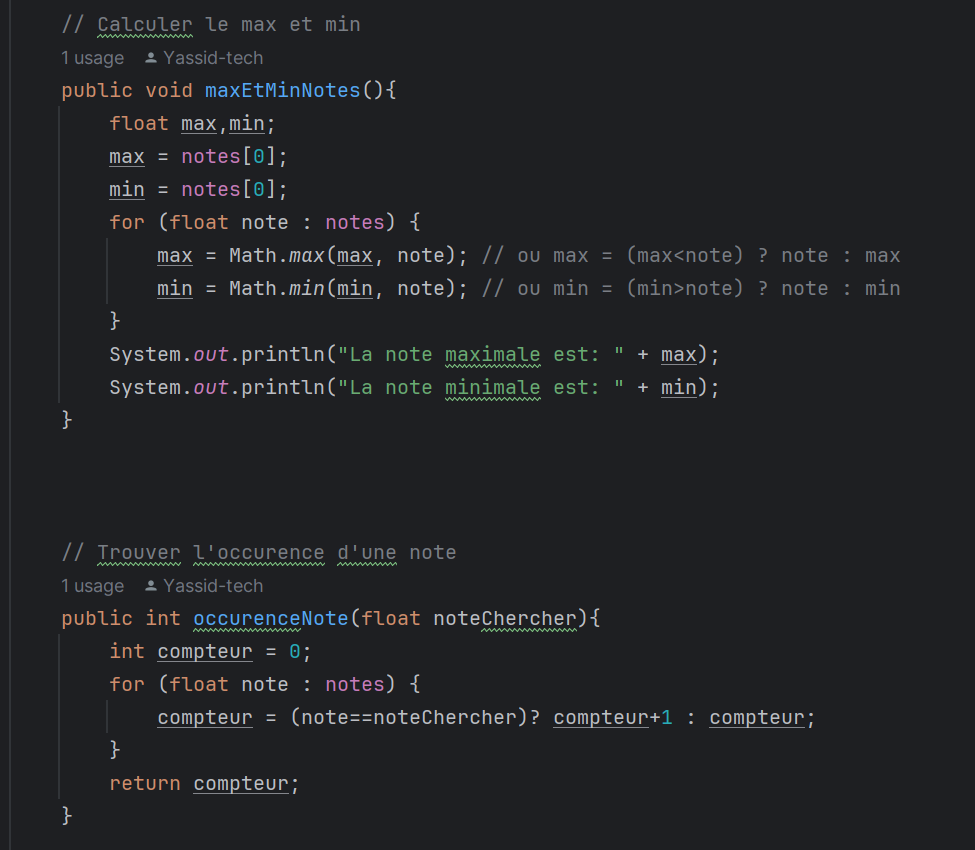 // Calculer le max et min
1 usage Yassid-tech
public void maxEtMinNotes(){
float max,min;
max = notes[0];
min = notes[0];
for (float note : notes) {
max = Math.max(max, note); // ou max = (max<note) ? note : max
min = Math.min(min, note); // ou min = (min>note) ? note : min
}
System.out.println("La note maximale est: " + max);
System.out.println("La note minimale est: " + min);
}
// Trouver l'occurence d'une note
1 usage Yassid-tech
public int occurenceNote(float noteChercher){
int compteur = 0;
for (float note : notes) {
compteur = (note==noteChercher)? compteur+1 : compteur;
}
return compteur;
}